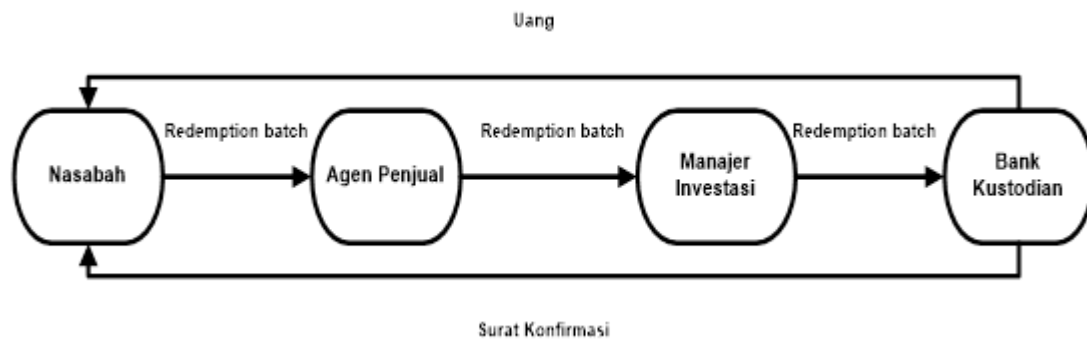 Uang
Redemption batch
Redemption batch
Redemption batch
Nasabah
Agen Penjual
Manajer
Investasi
Bank
Kustodian
Surat Konfirmasi